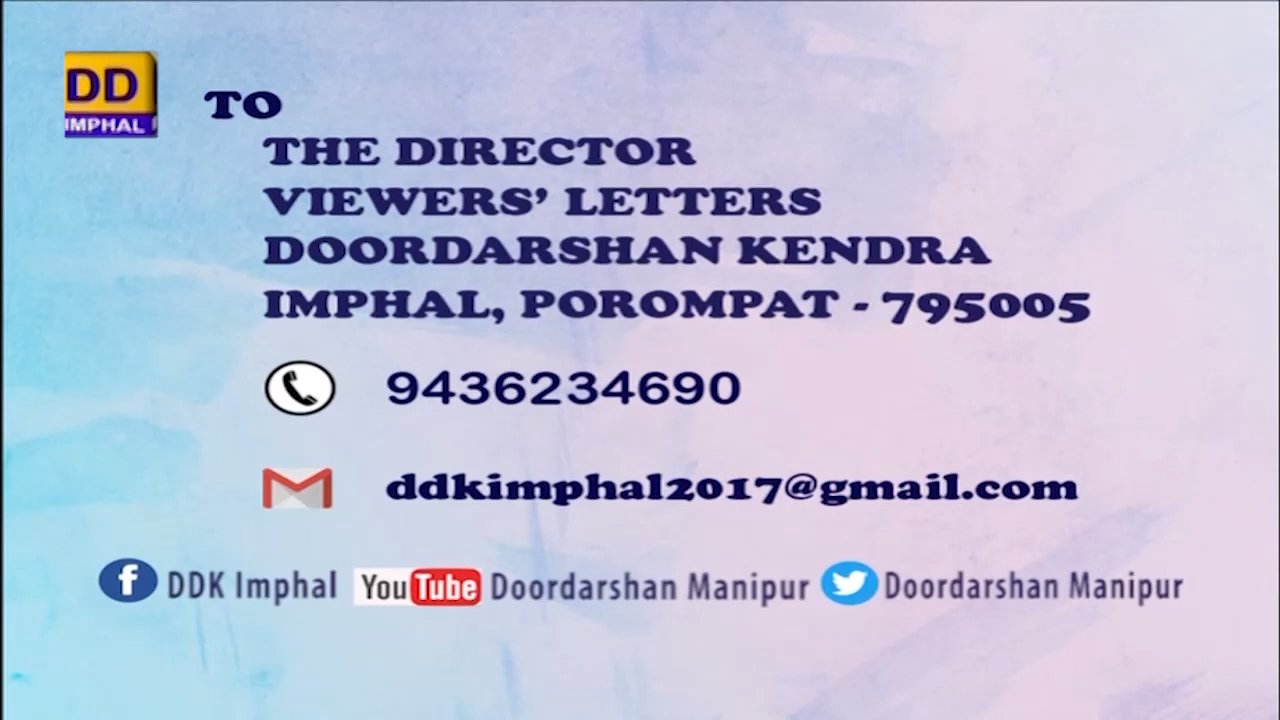 DD
IMPHAL
TO
THE DIRECTOR
VIEWERS’ LETTERS
DOORDARSHAN KENDRA
IMPHAL, POROMPAT - 795005
9436234690
ddkimphal2017@gmail.com
DDK Imphal YouTube Doordarshan Manipur Doordarshan Manipur